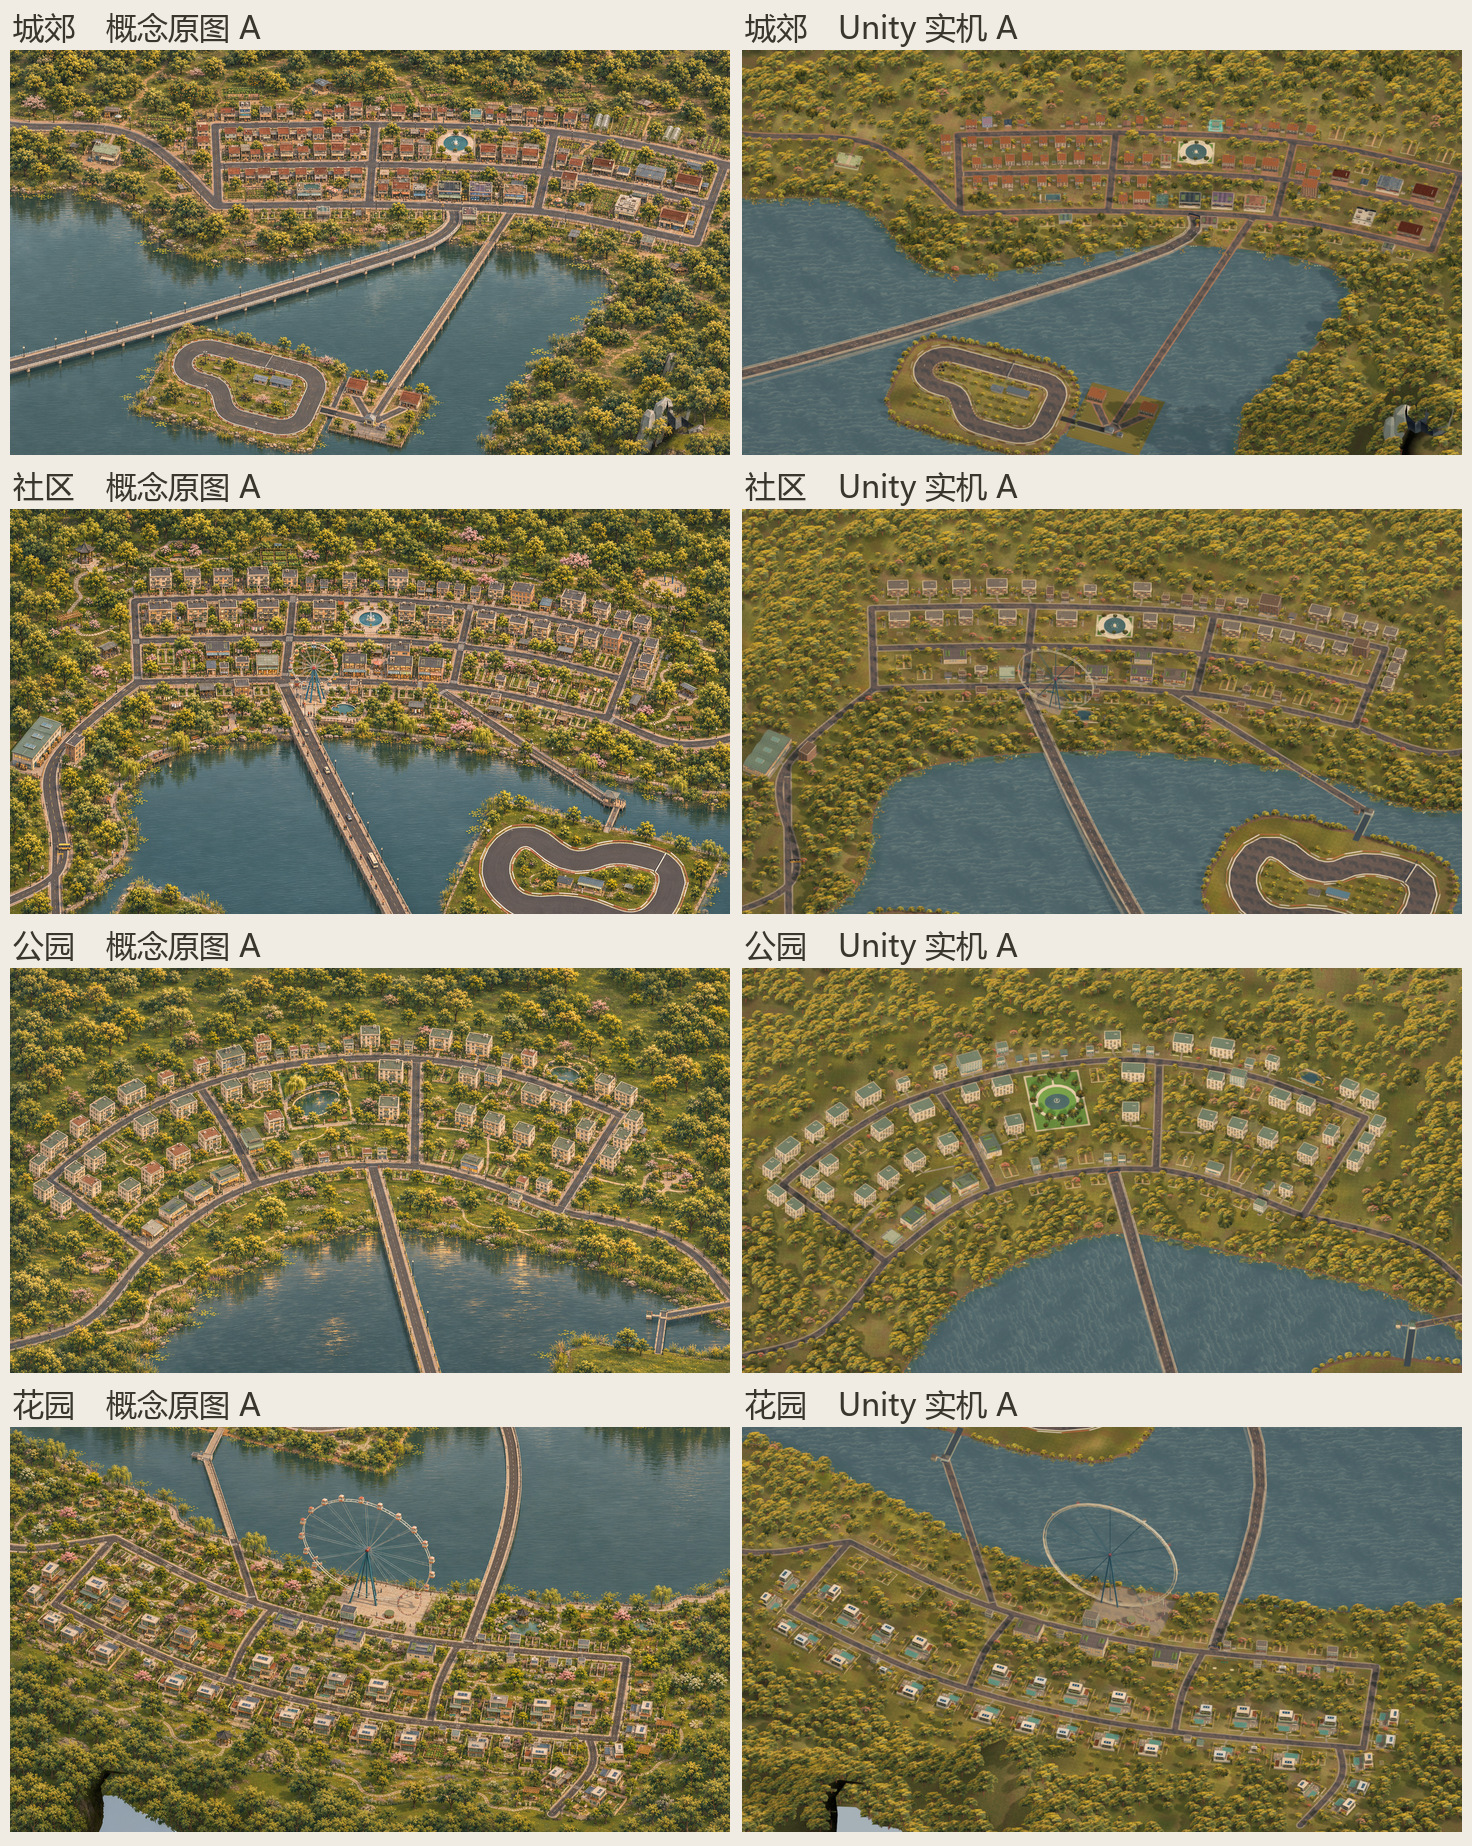 城郊 概念原图 A
城郊 Unity 实机 A
社区 概念原图 A
社区 Unity 实机 A
公园 概念原图 A
公园 Unity 实机 A
花园 概念原图 A
花园 Unity 实机 A